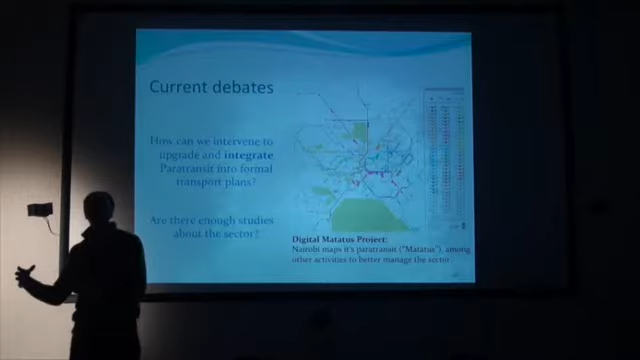 Current debates
How can we intervene to
upgrade and integrate
Paratransit into formal
transport plans?
Are there enough studies
about the sector?
Digital Matatus Project:
Nairobi maps it's paratransit ("Matatus"), among
other activities to better manage the sector